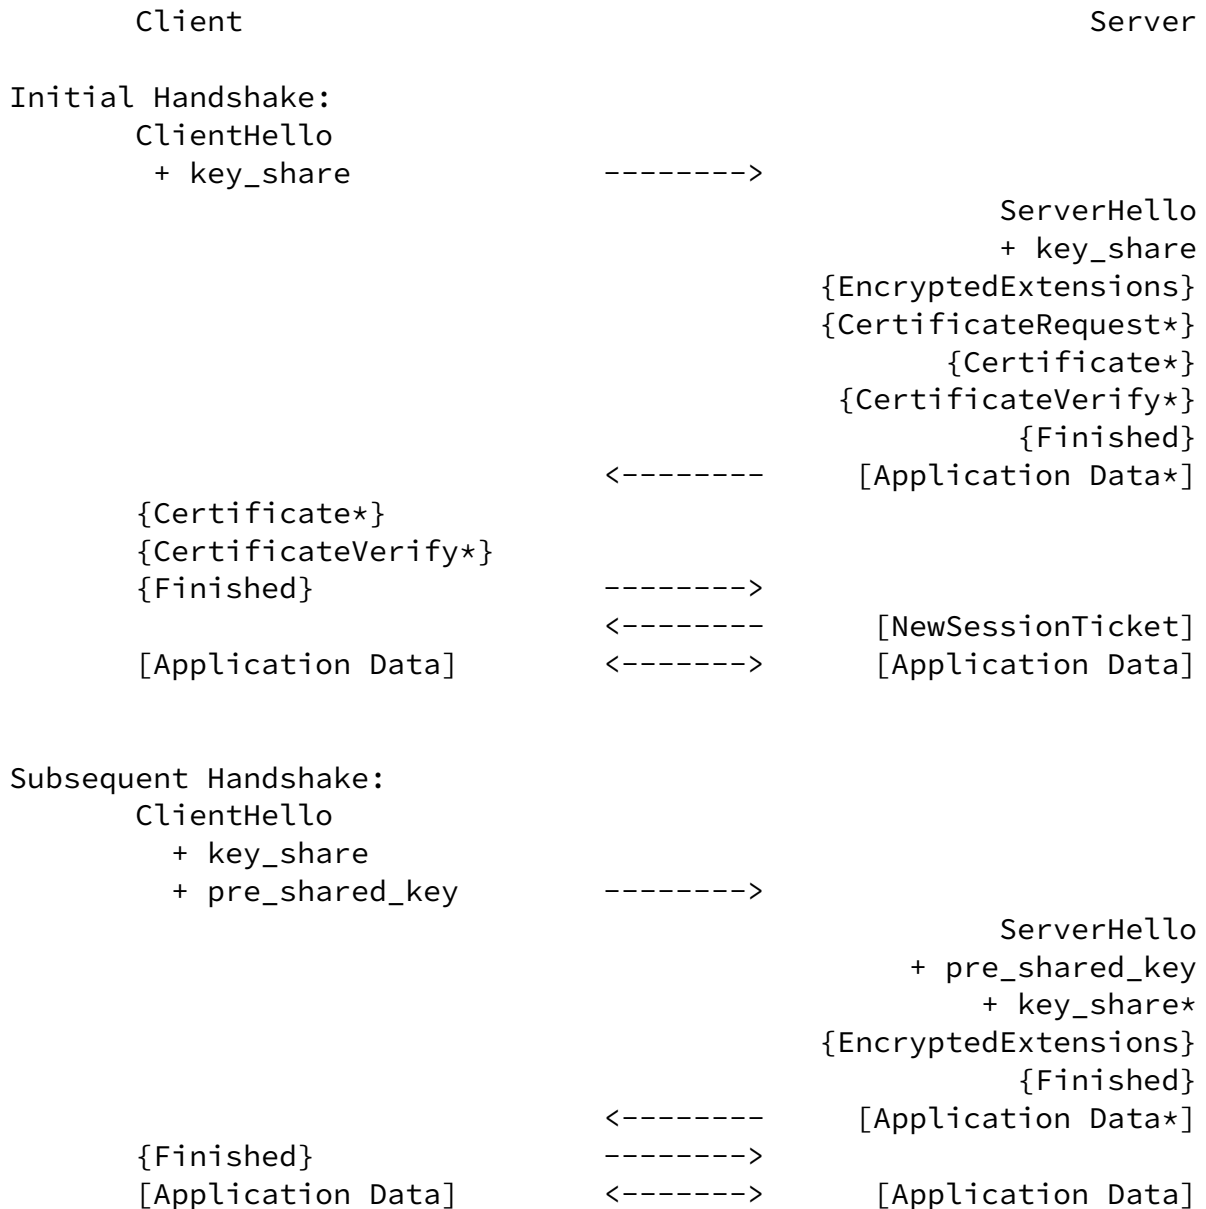 Client                                               Server

Initial Handshake:
       ClientHello
        + key_share              -------->
                                                       ServerHello
                                                       + key_share
                                             {EncryptedExtensions}
                                             {CertificateRequest*}
                                                    {Certificate*}
                                              {CertificateVerify*}
                                                        {Finished}
                                 <--------     [Application Data*]
       {Certificate*}
       {CertificateVerify*}
       {Finished}                -------->
                                 <--------      [NewSessionTicket]
       [Application Data]        <------->      [Application Data]


Subsequent Handshake:
       ClientHello
         + key_share
         + pre_shared_key        -------->
                                                       ServerHello
                                                  + pre_shared_key
                                                      + key_share*
                                             {EncryptedExtensions}
                                                        {Finished}
                                 <--------     [Application Data*]
       {Finished}                -------->
       [Application Data]        <------->      [Application Data]